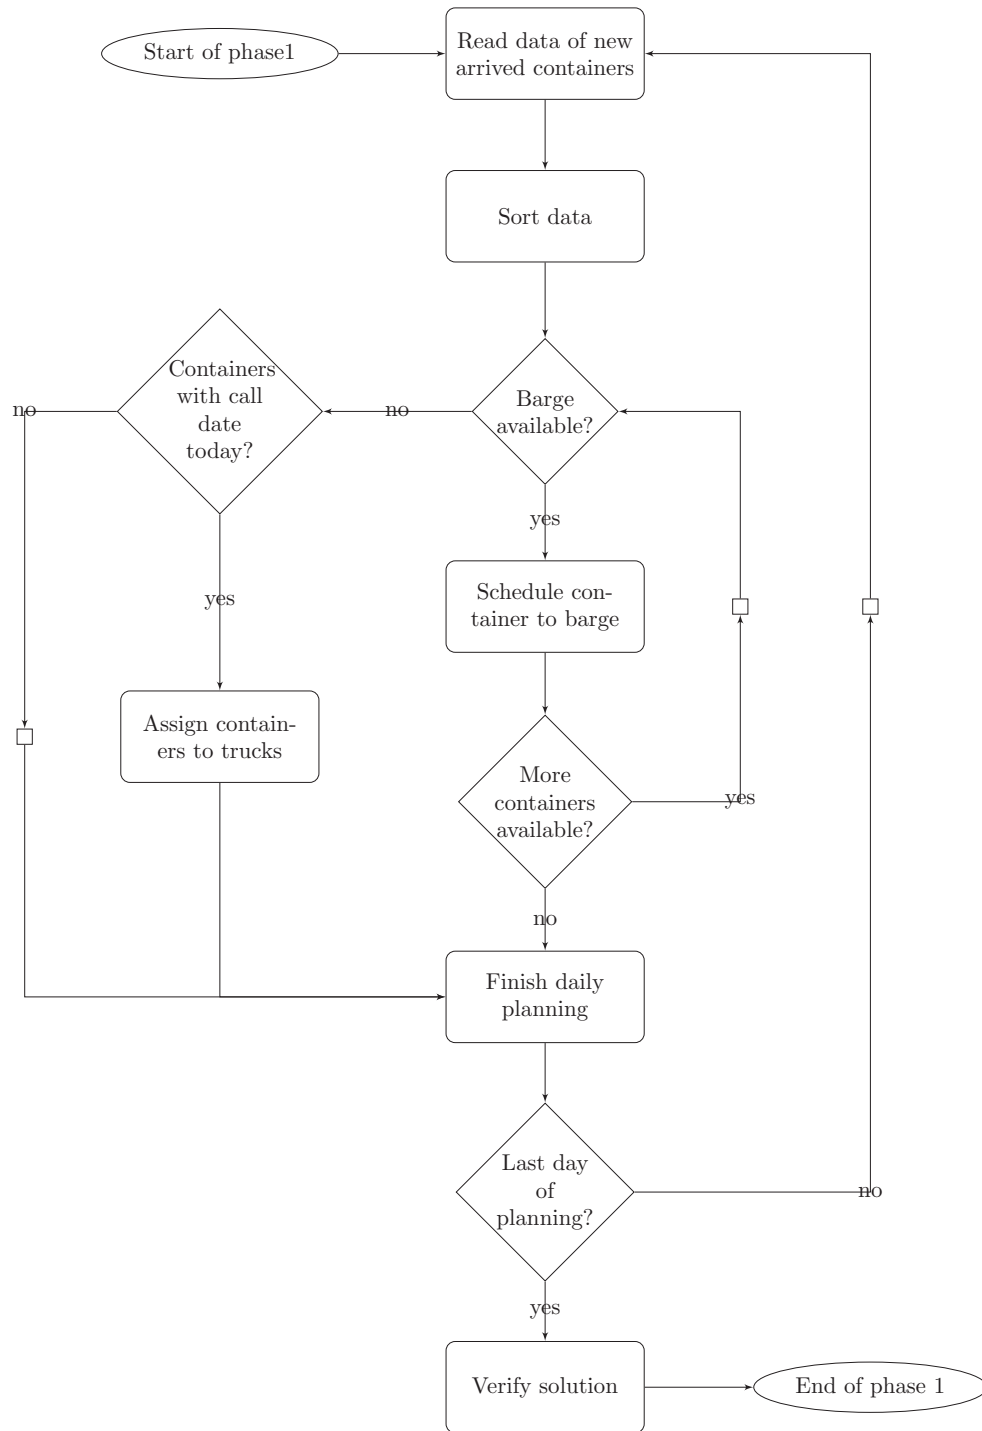 Start of phase1
Read data of new
arrived containers
Sort data
Containers
with call
date
today?
Barge
available?
no
no
yes
yes
Schedule con-
tainer to barge
Assign contain-
ers to trucks
More
containers
available?
yes
no
Finish daily
planning
Last day
of
planning?
no
yes
Verify solution
End of phase 1